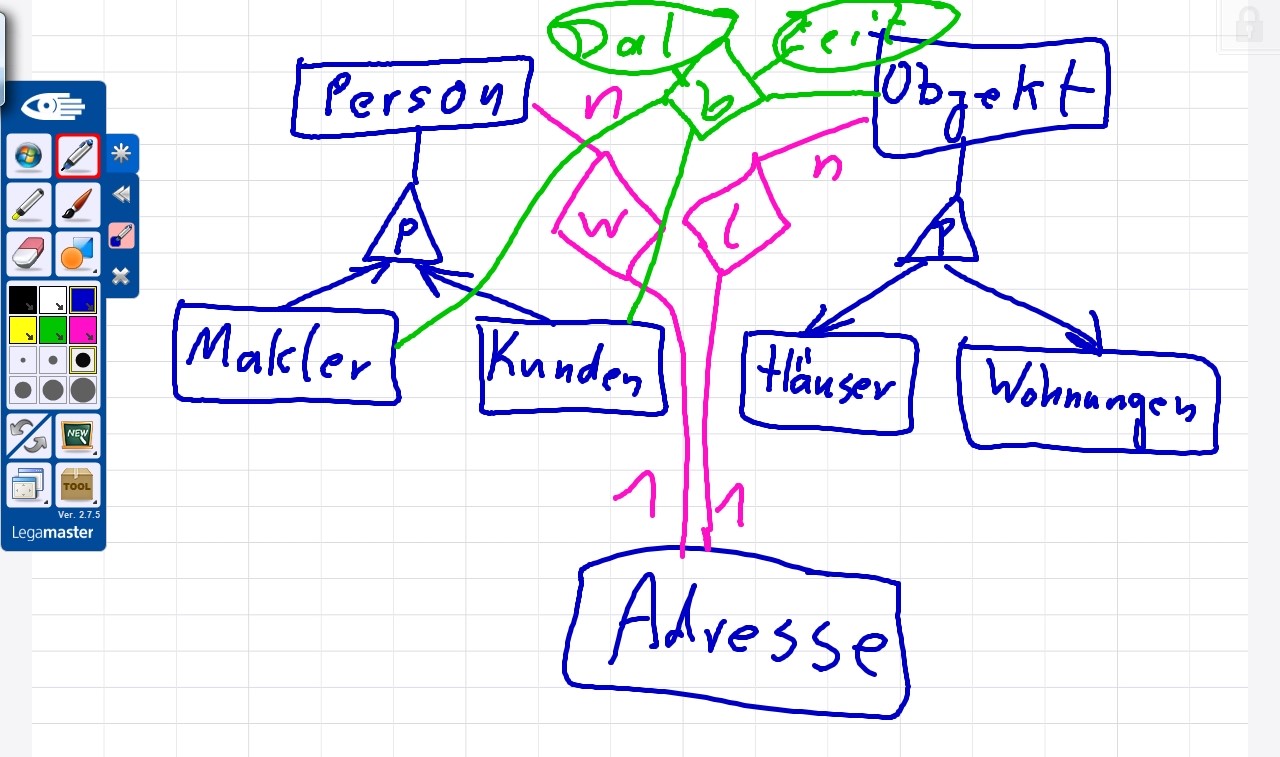 Dat
Zeit
Person
n
b
Objekt
n
W
l
P
P
Makler
Kunden
Häuser
Wohnungen
1
1
Adresse
NEW
TOOL
Ver. 2.7.5
Legamaster